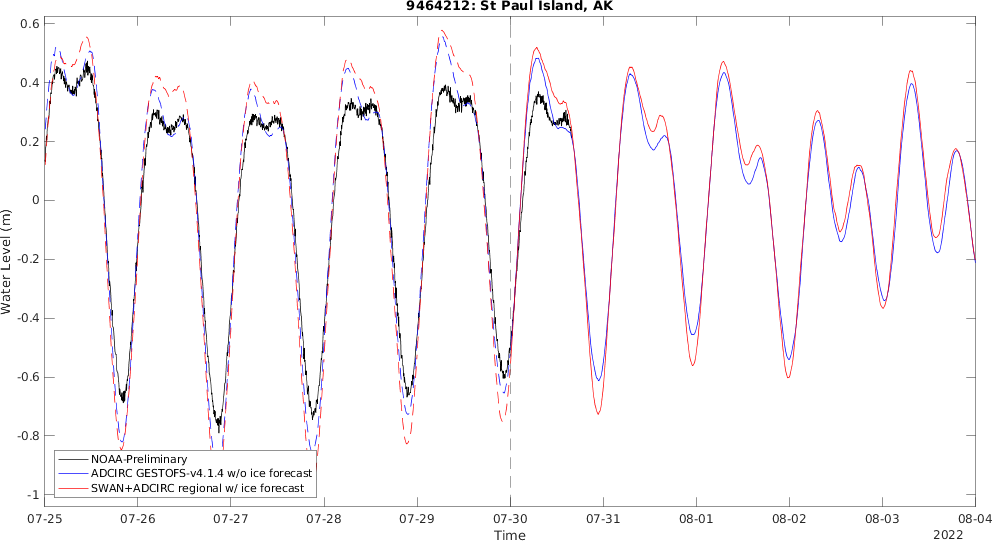 9464212: St Paul Island, AK
0.6
0.4
0.2
0
-0.2
-0.4
-0.6
-0.8
-1
Water Level (m)
NOAA-Preliminary
ADCIRC GESTOFS-v4.1.4 w/o ice forecast
SWAN+ADCIRC regional w/ ice forecast
07-25 07-26 07-27 07-28 07-29 07-30 07-31 08-01 08-02 08-03 08-04
Time
2022